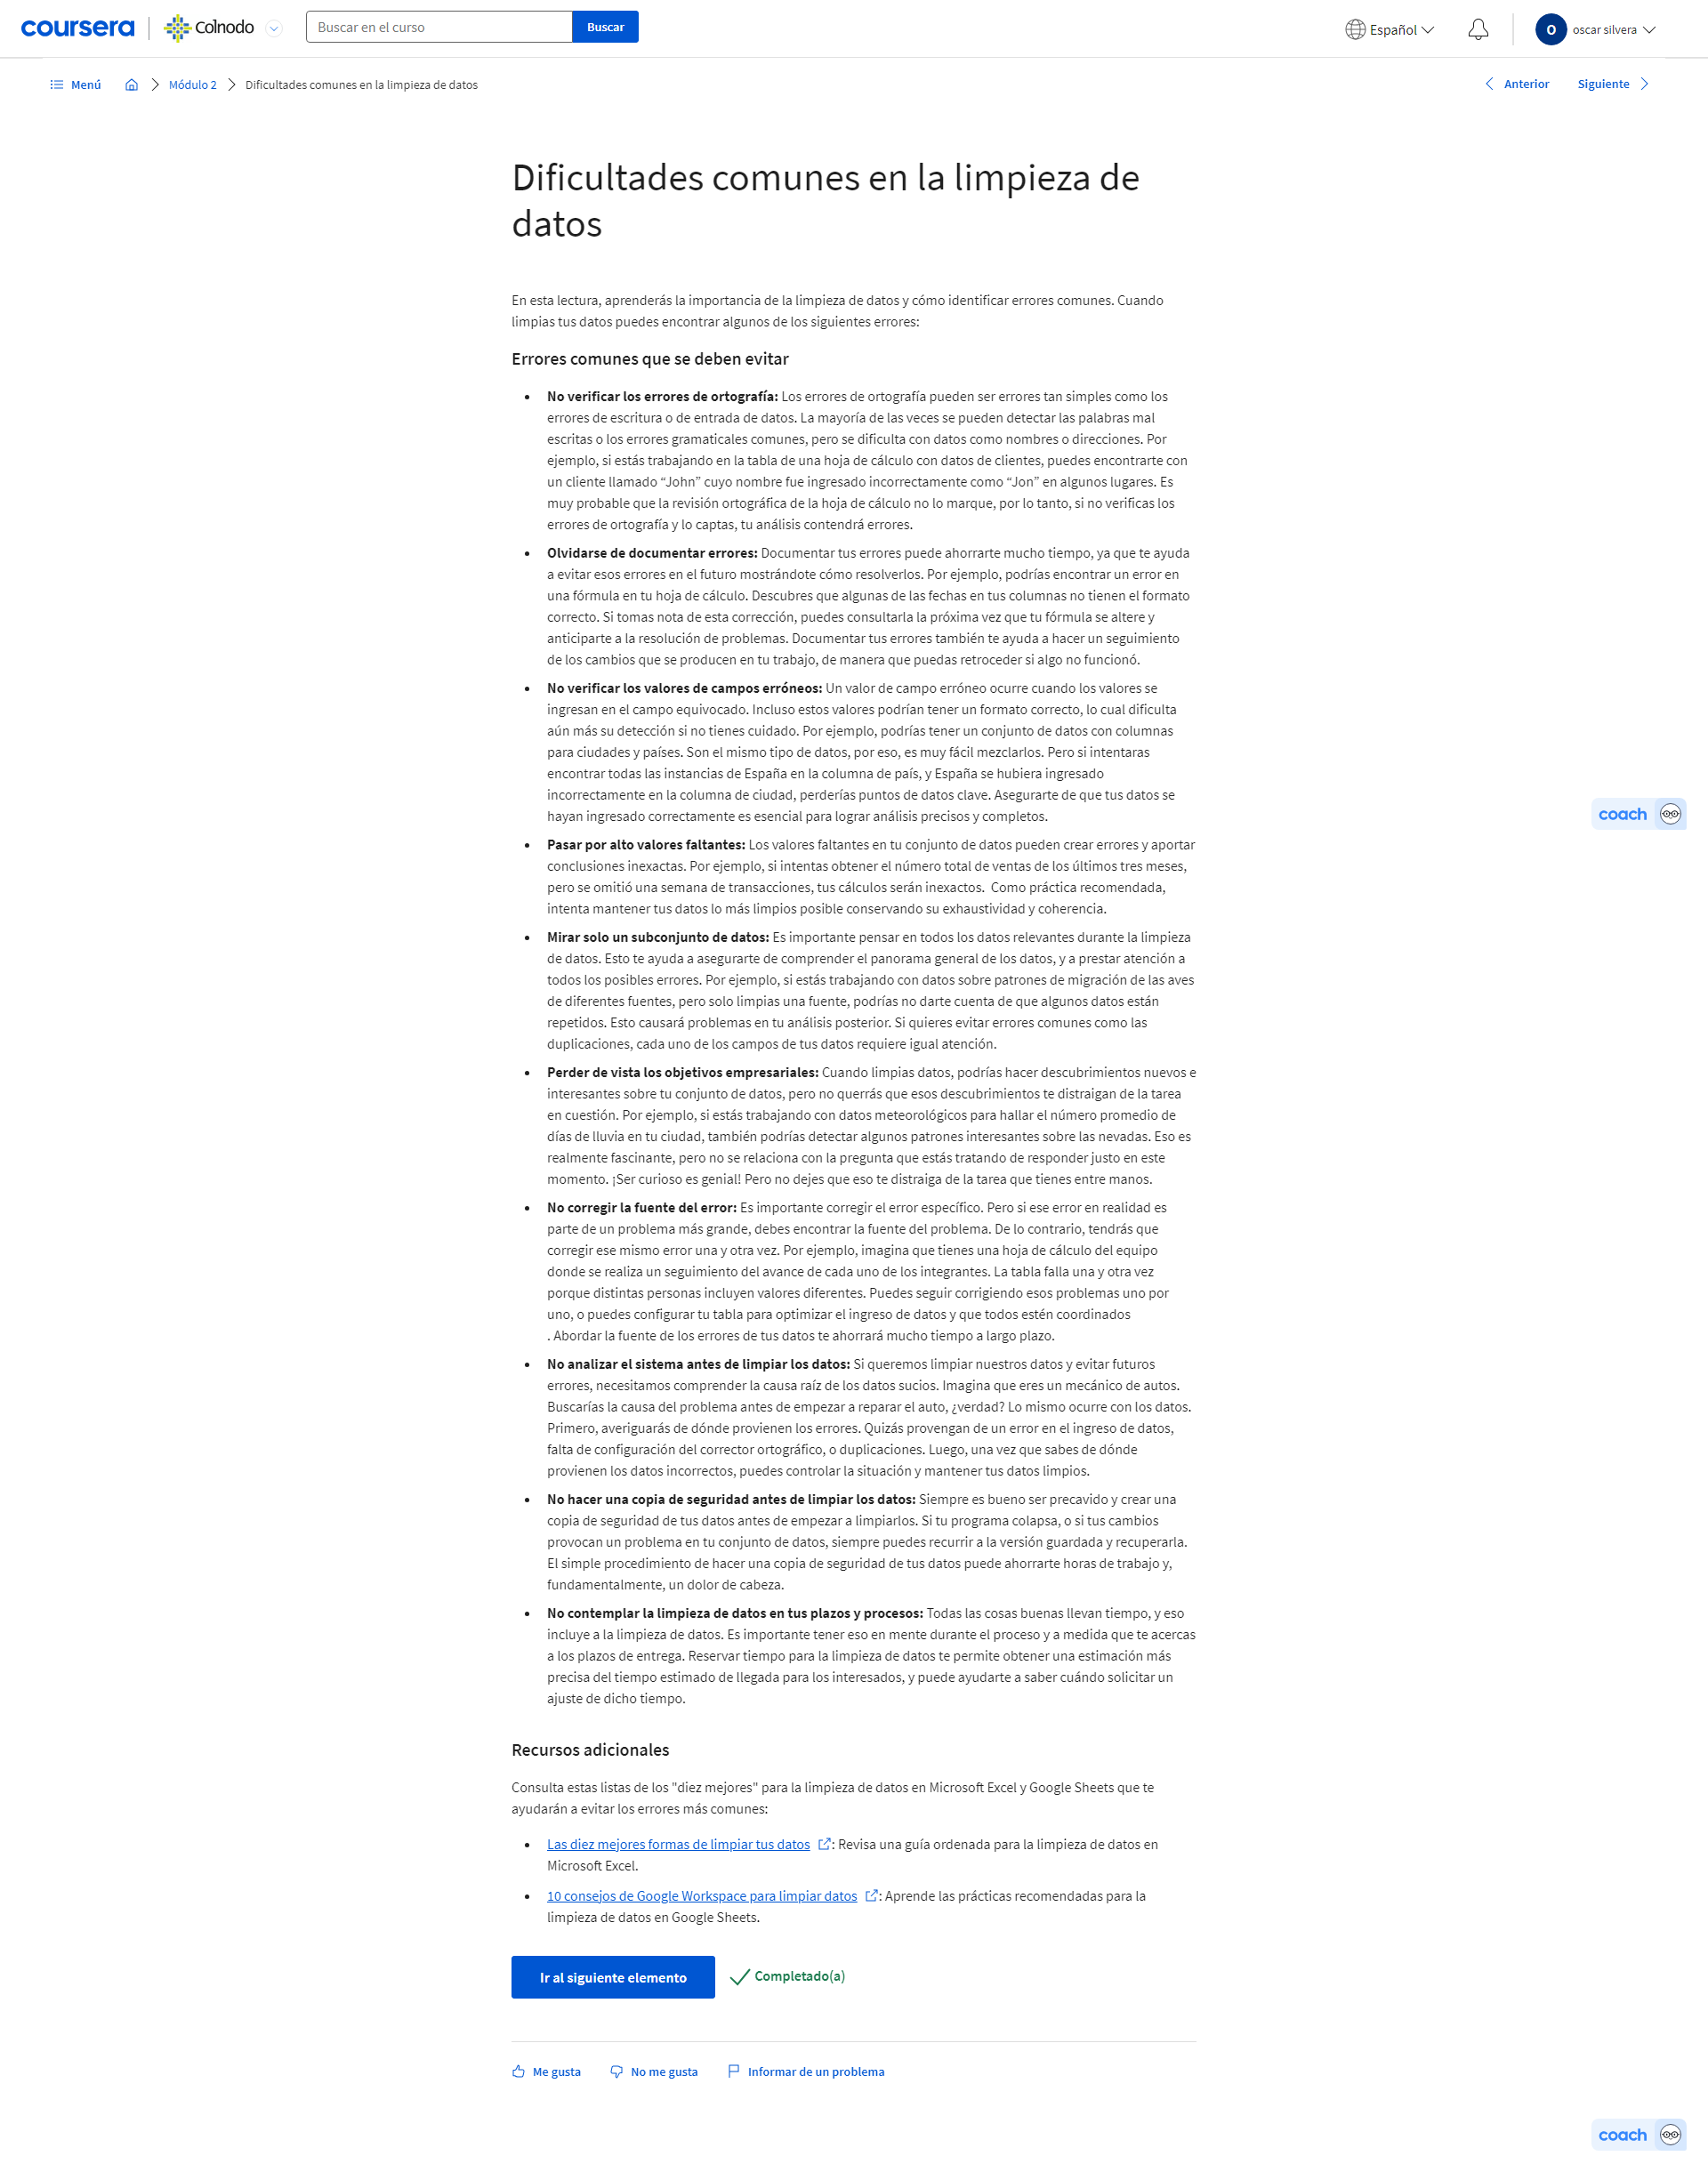 coursera
Colnodo
Buscar en el curso
Buscar
Español
O
oscar silvera
Menú
Módulo 2
Dificultades comunes en la limpieza de datos
Anterior
Siguiente
Dificultades comunes en la limpieza de
datos
En esta lectura, aprenderás la importancia de la limpieza de datos y cómo identificar errores comunes. Cuando
limpias tus datos puedes encontrar algunos de los siguientes errores:
Errores comunes que se deben evitar
• No verificar los errores de ortografía: Los errores de ortografía pueden ser errores tan simples como los
errores de escritura o de entrada de datos. La mayoría de las veces se pueden detectar las palabras mal
escritas o los errores gramaticales comunes, pero se dificulta con datos como nombres o direcciones. Por
ejemplo, si estás trabajando en la tabla de una hoja de cálculo con datos de clientes, puedes encontrarte con
un cliente llamado “John” cuyo nombre fue ingresado incorrectamente como “Jon” en algunos lugares. Es
muy probable que la revisión ortográfica de la hoja de cálculo no lo marque, por lo tanto, si no verificas los
errores de ortografía y lo captas, tu análisis contendrá errores.
• Olvidarse de documentar errores: Documentar tus errores puede ahorrarte mucho tiempo, ya que te ayuda
a evitar esos errores en el futuro mostrándote cómo resolverlos. Por ejemplo, podrías encontrar un error en
una fórmula en tu hoja de cálculo. Descubres que algunas de las fechas en tus columnas no tienen el formato
correcto. Si tomas nota de esta corrección, puedes consultarla la próxima vez que tu fórmula se altere y
anticiparte a la resolución de problemas. Documentar tus errores también te ayuda a hacer un seguimiento
de los cambios que se producen en tu trabajo, de manera que puedas retroceder si algo no funcionó.
• No verificar los valores de campos erróneos: Un valor de campo erróneo ocurre cuando los valores se
ingresan en el campo equivocado. Incluso estos valores podrían tener un formato correcto, lo cual dificulta
aún más su detección si no tienes cuidado. Por ejemplo, podrías tener un conjunto de datos con columnas
para ciudades y países. Son el mismo tipo de datos, por eso, es muy fácil mezclarlos. Pero si intentaras
encontrar todas las instancias de España en la columna de país, y España se hubiera ingresado
incorrectamente en la columna de ciudad, perderías puntos de datos clave. Asegurarte de que tus datos se
hayan ingresado correctamente es esencial para lograr análisis precisos y completos.
• Pasar por alto valores faltantes: Los valores faltantes en tu conjunto de datos pueden crear errores y aportar
conclusiones inexactas. Por ejemplo, si intentas obtener el número total de ventas de los últimos tres meses,
pero se omitió una semana de transacciones, tus cálculos serán inexactos. Como práctica recomendada,
intenta mantener tus datos lo más limpios posible conservando su exhaustividad y coherencia.
• Mirar solo un subconjunto de datos: Es importante pensar en todos los datos relevantes durante la limpieza
de datos. Esto te ayuda a asegurarte de comprender el panorama general de los datos, y a prestar atención a
todos los posibles errores. Por ejemplo, si estás trabajando con datos sobre patrones de migración de las aves
de diferentes fuentes, pero solo limpias una fuente, podrías no darte cuenta de que algunos datos están
repetidos. Esto causará problemas en tu análisis posterior. Si quieres evitar errores comunes como las
duplicaciones, cada uno de los campos de tus datos requiere igual atención.
• Perder de vista los objetivos empresariales: Cuando limpias datos, podrías hacer descubrimientos nuevos e
interesantes sobre tu conjunto de datos, pero no querrás que esos descubrimientos te distraigan de la tarea
en cuestión. Por ejemplo, si estás trabajando con datos meteorológicos para hallar el número promedio de
días de lluvia en tu ciudad, también podrías detectar algunos patrones interesantes sobre las nevadas. Eso es
realmente fascinante, pero no se relaciona con la pregunta que estás tratando de responder justo en este
momento. ¡Ser curioso es genial! Pero no dejes que eso te distraiga de la tarea que tienes entre manos.
• No corregir la fuente del error: Es importante corregir el error específico. Pero si ese error en realidad es
parte de un problema más grande, debes encontrar la fuente del problema. De lo contrario, tendrás que
corregir ese mismo error una y otra vez. Por ejemplo, imagina que tienes una hoja de cálculo del equipo
donde se realiza un seguimiento del avance de cada uno de los integrantes. La tabla falla una y otra vez
porque distintas personas incluyen valores diferentes. Puedes seguir corrigiendo esos problemas uno por
uno, o puedes configurar tu tabla para optimizar el ingreso de datos y que todos estén coordinados
. Abordar la fuente de los errores de tus datos te ahorrará mucho tiempo a largo plazo.
• No analizar el sistema antes de limpiar los datos: Si queremos limpiar nuestros datos y evitar futuros
errores, necesitamos comprender la causa raíz de los datos sucios. Imagina que eres un mecánico de autos.
Buscarías la causa del problema antes de empezar a reparar el auto, ¿verdad? Lo mismo ocurre con los datos.
Primero, averiguarás de dónde provienen los errores. Quizás provengan de un error en el ingreso de datos,
falta de configuración del corrector ortográfico, o duplicaciones. Luego, una vez que sabes de dónde
provienen los datos incorrectos, puedes controlar la situación y mantener tus datos limpios.
• No hacer una copia de seguridad antes de limpiar los datos: Siempre es bueno ser precavido y crear una
copia de seguridad de tus datos antes de empezar a limpiarlos. Si tu programa colapsa, o si tus cambios
provocan un problema en tu conjunto de datos, siempre puedes recurrir a la versión guardada y recuperarla.
El simple procedimiento de hacer una copia de seguridad de tus datos puede ahorrarte horas de trabajo y,
fundamentalmente, un dolor de cabeza.
• No contemplar la limpieza de datos en tus plazos y procesos: Todas las cosas buenas llevan tiempo, y eso
incluye a la limpieza de datos. Es importante tener eso en mente durante el proceso y a medida que te acercas
a los plazos de entrega. Reservar tiempo para la limpieza de datos te permite obtener una estimación más
precisa del tiempo estimado de llegada para los interesados, y puede ayudarte a saber cuándo solicitar un
ajuste de dicho tiempo.
coach
Recursos adicionales
Consulta estas listas de los "diez mejores" para la limpieza de datos en Microsoft Excel y Google Sheets que te
ayudarán a evitar los errores más comunes:
• Las diez mejores formas de limpiar tus datos : Revisa una guía ordenada para la limpieza de datos en
Microsoft Excel.
• 10 consejos de Google Workspace para limpiar datos : Aprende las prácticas recomendadas para la
limpieza de datos en Google Sheets.
Ir al siguiente elemento
Completado(a)
Me gusta
No me gusta
Informar de un problema
coach